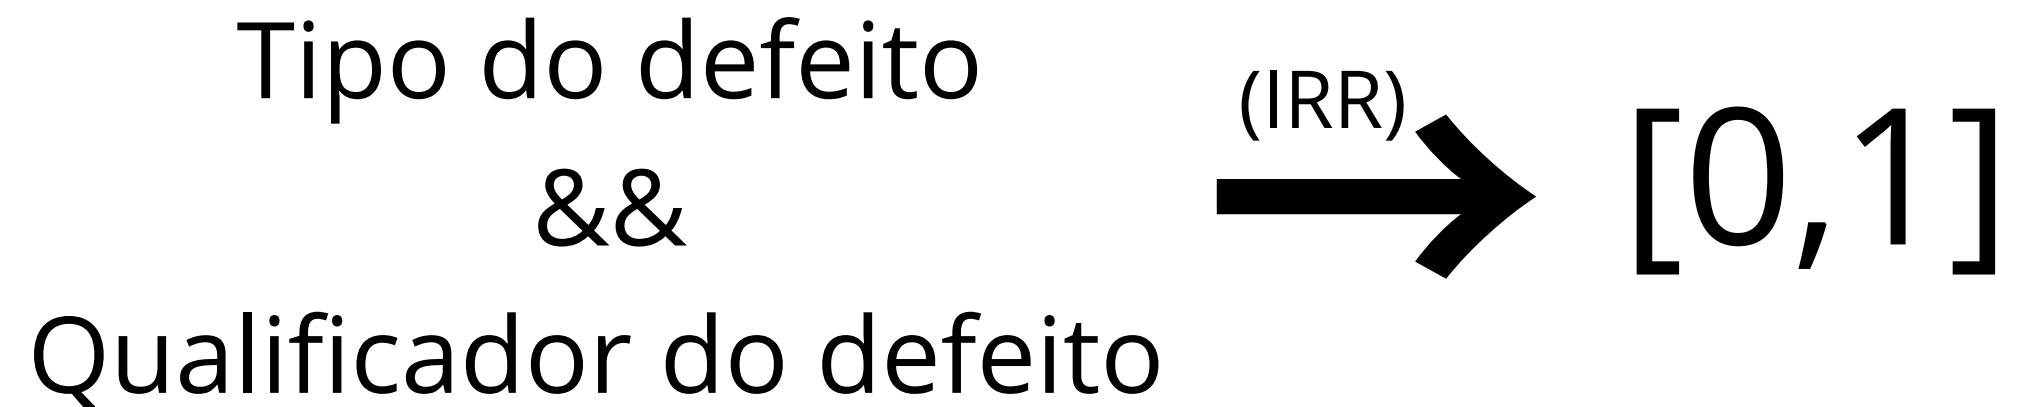 Tipo do defeito
&&
Qualificador do defeito
(IRR)
[0,1]